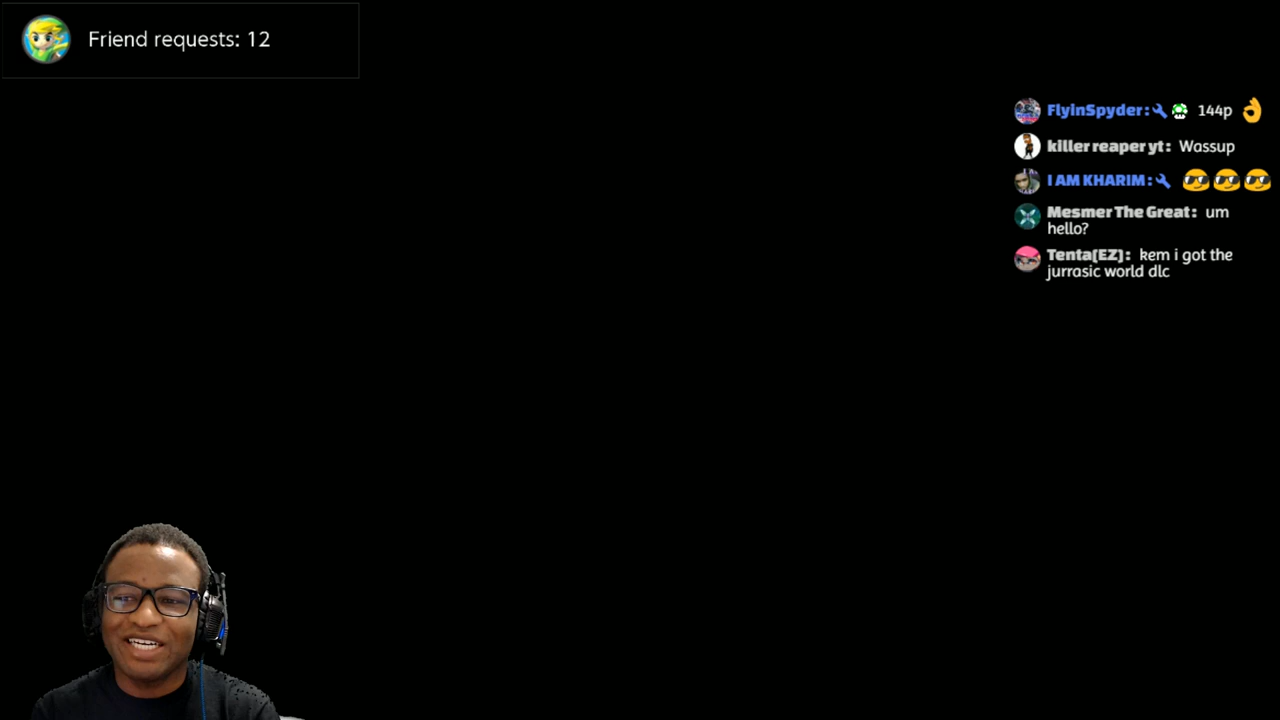 Friend requests: 12
FlyinSpyder: 144p 👌
killer reaper yt: Wassup
I AM KHARIM: 😎😎😎
Mesmer The Great: um
hello?
Tenta[EZ]: kem i got the
jurrasic world dlc